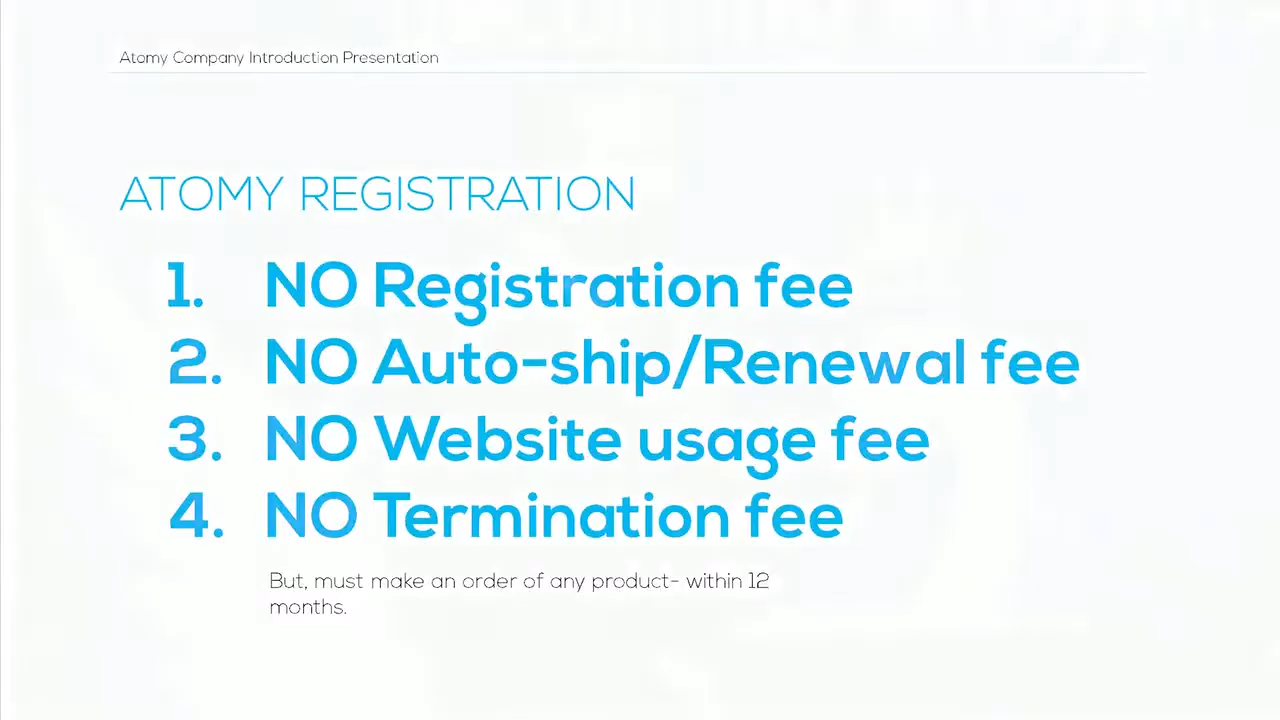 Atomy Company Introduction Presentation
ATOMY REGISTRATION
1. NO Registration fee
2. NO Auto-ship/Renewal fee
3. NO Website usage fee
4. NO Termination fee
But, must make an order of any product- within 12
months.